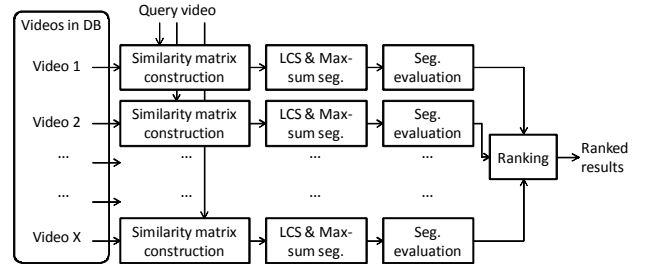 Query video
Videos in DB
Video 1
Similarity matrix
construction
LCS & Max-
sum seg.
Seg.
evaluation
Video 2
Similarity matrix
construction
LCS & Max-
sum seg.
Seg.
evaluation
Ranking
Ranked
results
... ... ... ...
... ... ... ...
Video X
Similarity matrix
construction
LCS & Max-
sum seg.
Seg.
evaluation